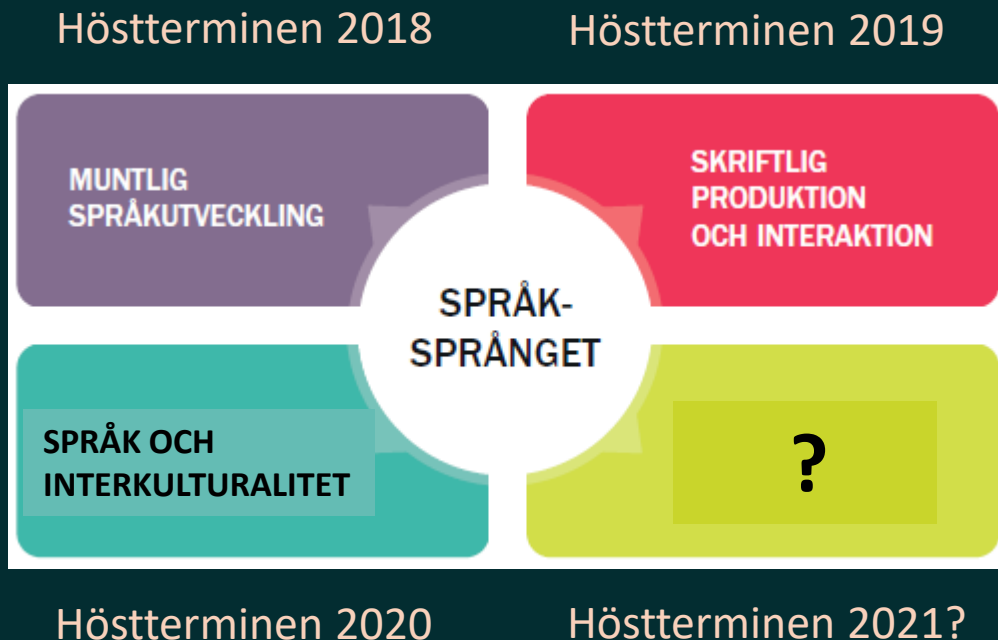 Höstterminen 2018
Höstterminen 2019
MUNTLIG
SPRÅKUTVECKLING
SKRIFTLIG
PRODUKTION
OCH INTERAKTION
SPRÅK-
SPRÅNGET
SPRÅK OCH
INTERKULTURALITET
?
Höstterminen 2020
Höstterminen 2021?